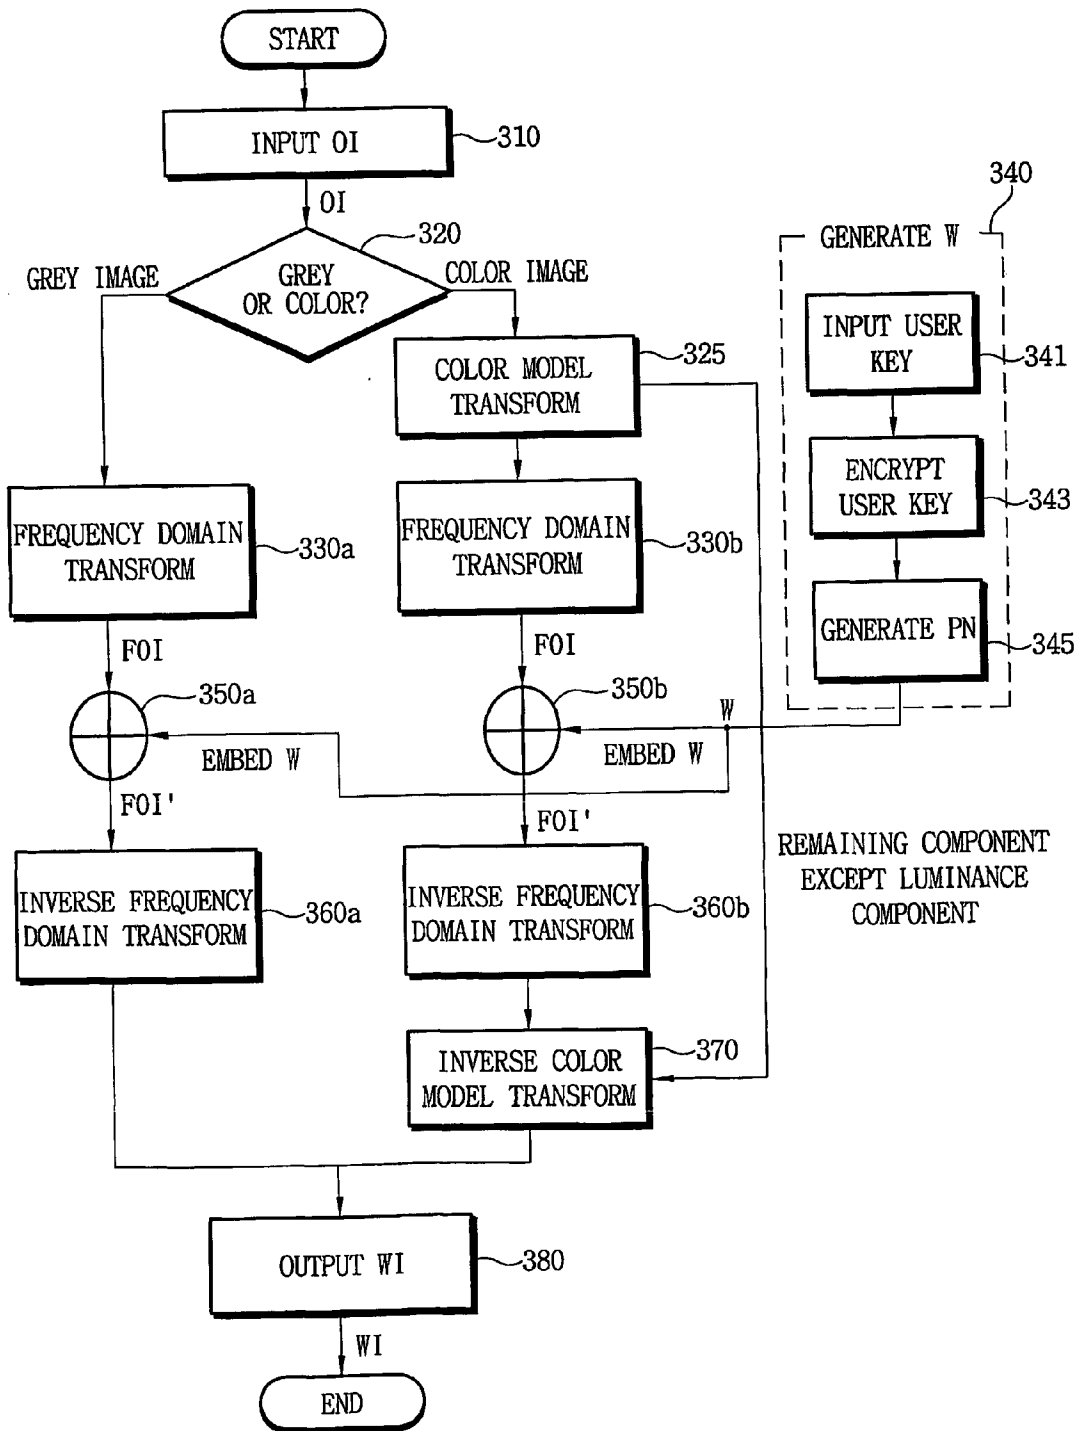 START
INPUT OI
310
OI
320
340
GENERATE W
GREY IMAGE
GREY
OR COLOR?
COLOR IMAGE
INPUT USER
KEY
341
COLOR MODEL
TRANSFORM
325
ENCRYPT
USER KEY
343
FREQUENCY DOMAIN
TRANSFORM
330a
FREQUENCY DOMAIN
TRANSFORM
330b
GENERATE PN
345
FOI
FOI
350a
350b
W
EMBED W
EMBED W
FOI'
FOI'
REMAINING COMPONENT
EXCEPT LUMINANCE
COMPONENT
INVERSE FREQUENCY
DOMAIN TRANSFORM
360a
INVERSE FREQUENCY
DOMAIN TRANSFORM
360b
INVERSE COLOR
MODEL TRANSFORM
370
OUTPUT WI
380
WI
END